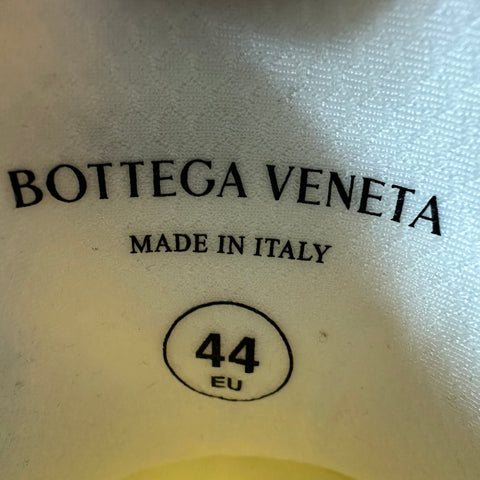 BOTTEGA VENETA
MADE IN ITALY
44
EU